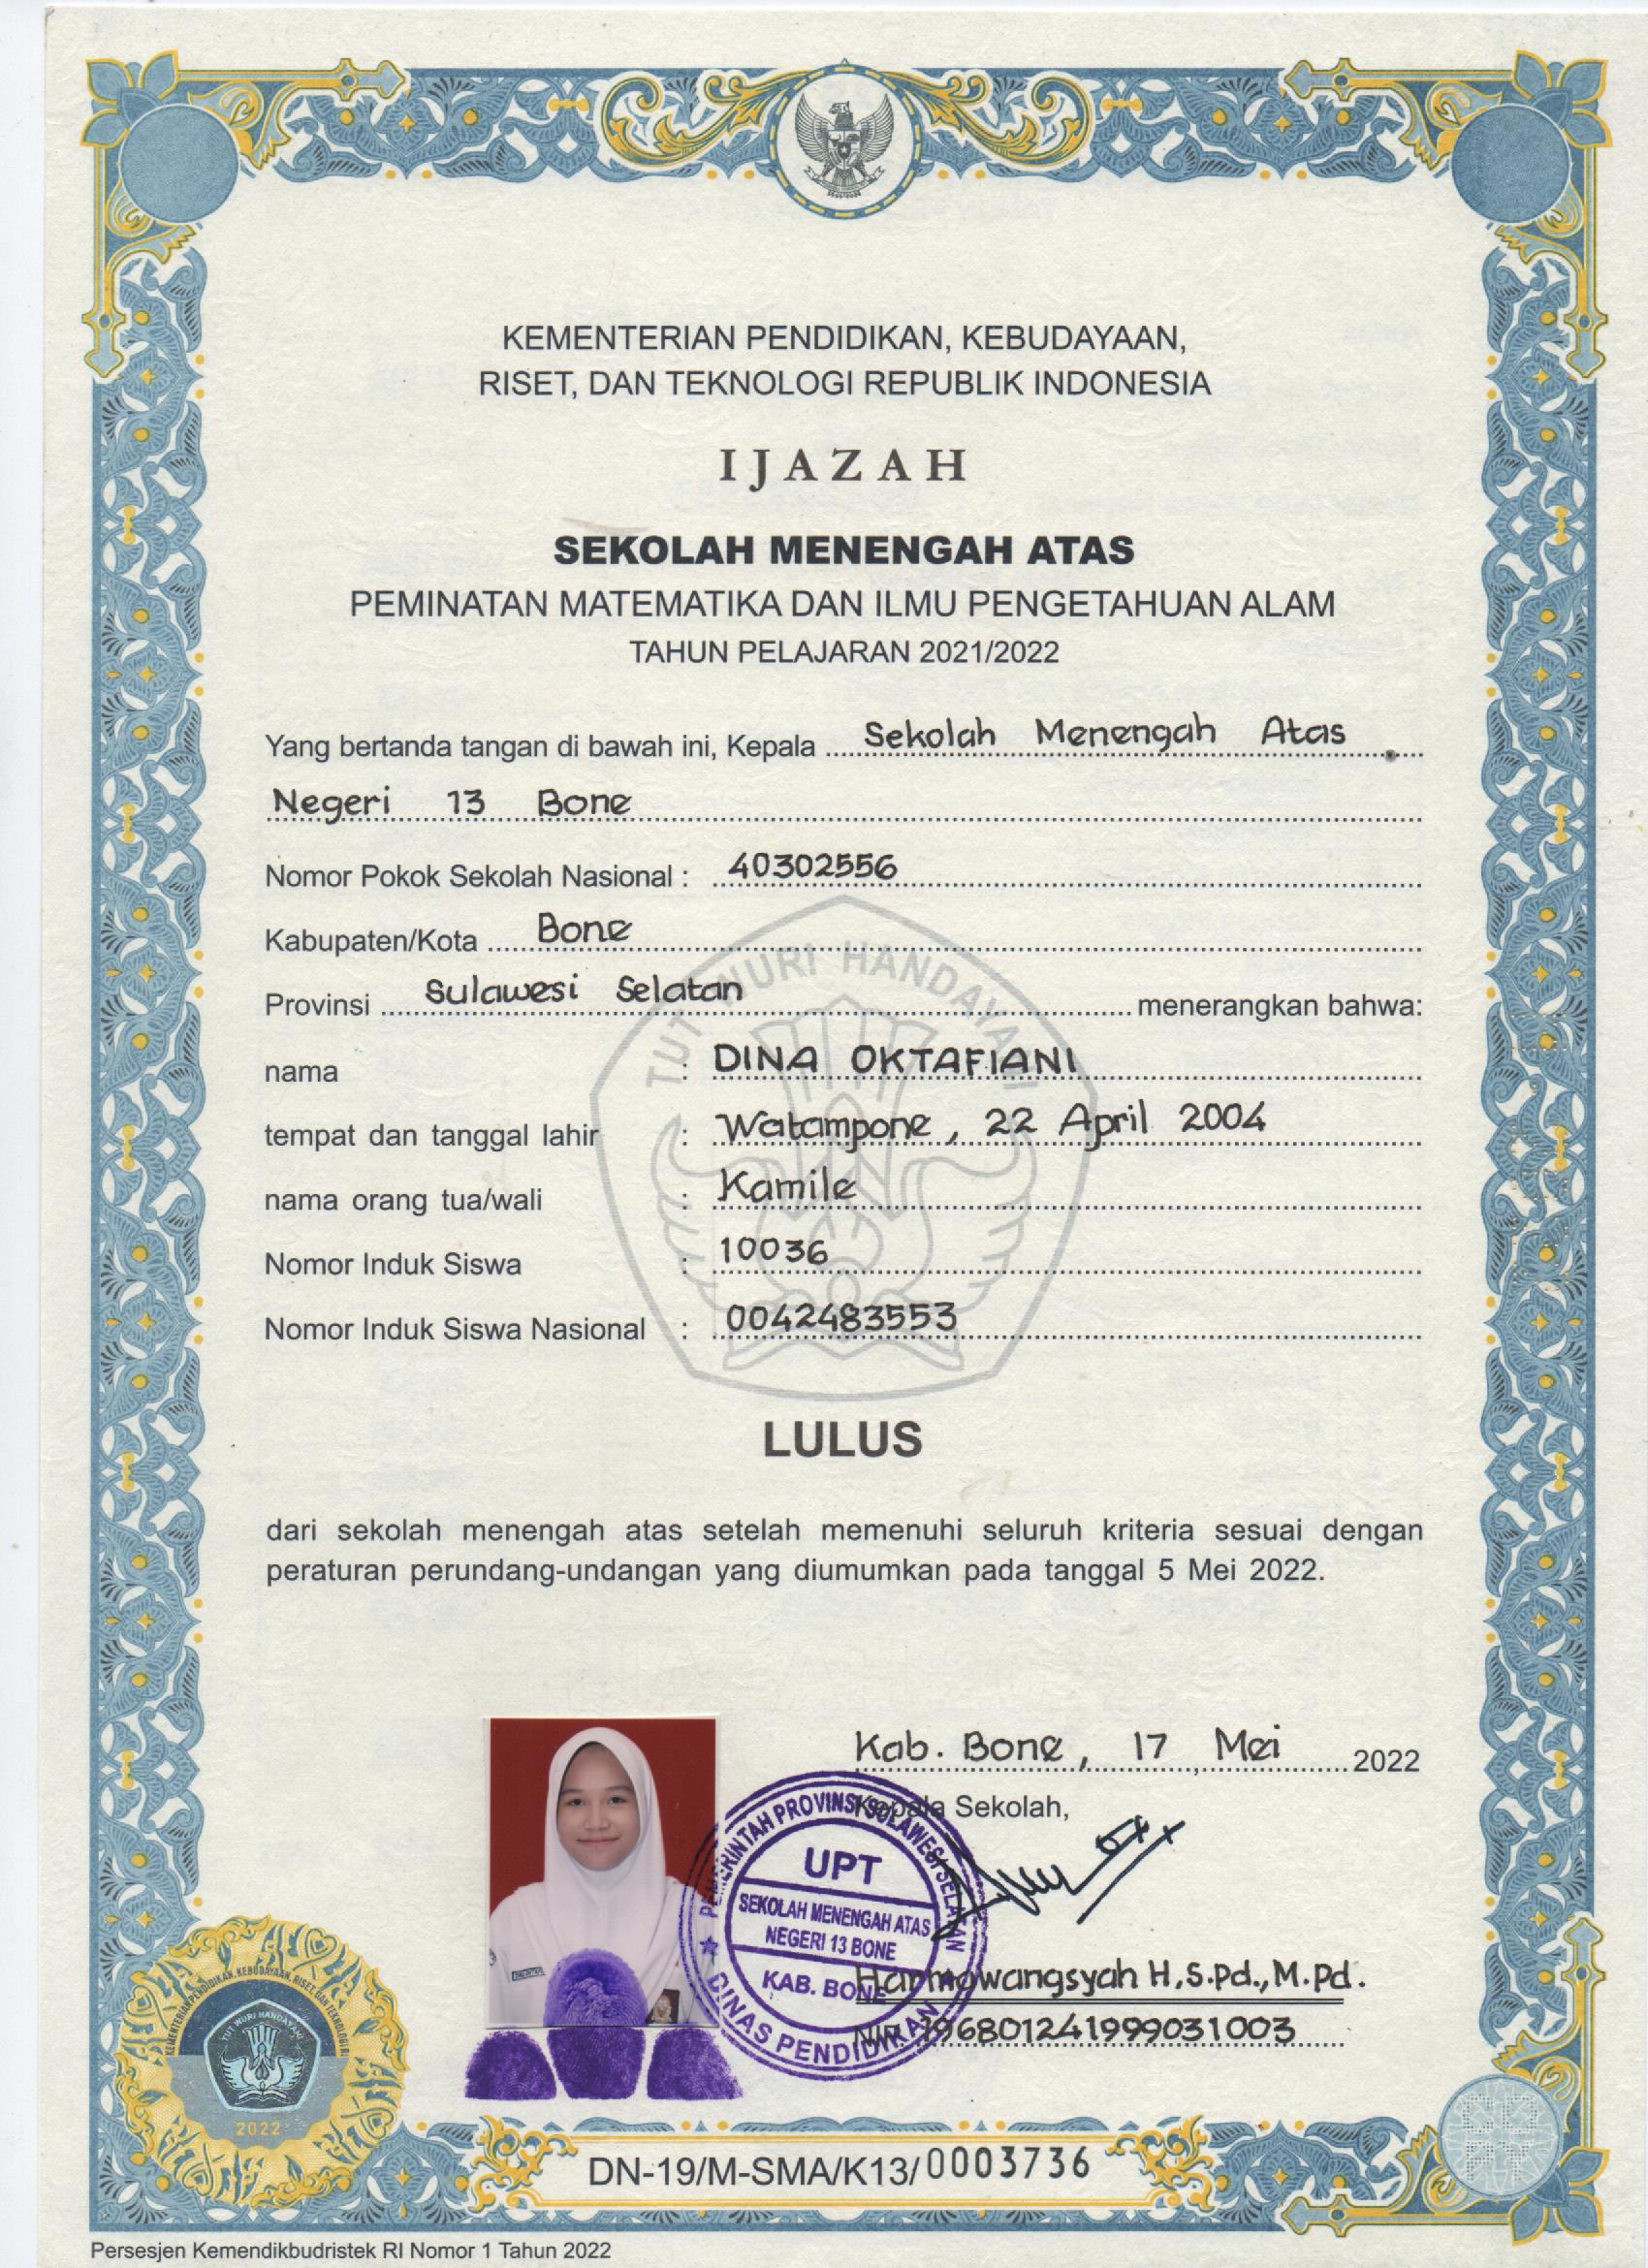 KEMENTERIAN PENDIDIKAN, KEBUDAYAAN,
RISET, DAN TEKNOLOGI REPUBLIK INDONESIA
IJAZAH
SEKOLAH MENENGAH ATAS
PEMINATAN MATEMATIKA DAN ILMU PENGETAHUAN ALAM
TAHUN PELAJARAN 2021/2022
Yang bertanda tangan di bawah ini, Kepala Sekolah Menengah Atas
Negeri 13 Bone
Nomor Pokok Sekolah Nasional : 40302556
Kabupaten/Kota Bone
Provinsi Sulawesi Selatan menerangkan bahwa:
TUT WURI HANDAYANI
nama : DINA OKTAFIANI
tempat dan tanggal lahir : Watampone, 22 April 2004
nama orang tua/wali : Kamile
Nomor Induk Siswa : 10036
Nomor Induk Siswa Nasional : 0042483553
LULUS
dari sekolah menengah atas setelah memenuhi seluruh kriteria sesuai dengan
peraturan perundang-undangan yang diumumkan pada tanggal 5 Mei 2022.
Kab. Bone, 17 Mei 2022
Kepala Sekolah,
PEMERINTAH PROVINSI SULAWESI SELATAN
UPT
SEKOLAH MENENGAH ATAS
NEGERI 13 BONE
KAB. BONE
DINAS PENDIDIKAN
Harmowangsyah H, S.Pd., M.Pd.
NIP. 196801241999031003
KEMENTERIAN PENDIDIKAN, KEBUDAYAAN, RISET, DAN TEKNOLOGI RI
TUT WURI HANDAYANI
2022
DN-19/M-SMA/K13/0003736
Persesjen Kemendikbudristek RI Nomor 1 Tahun 2022